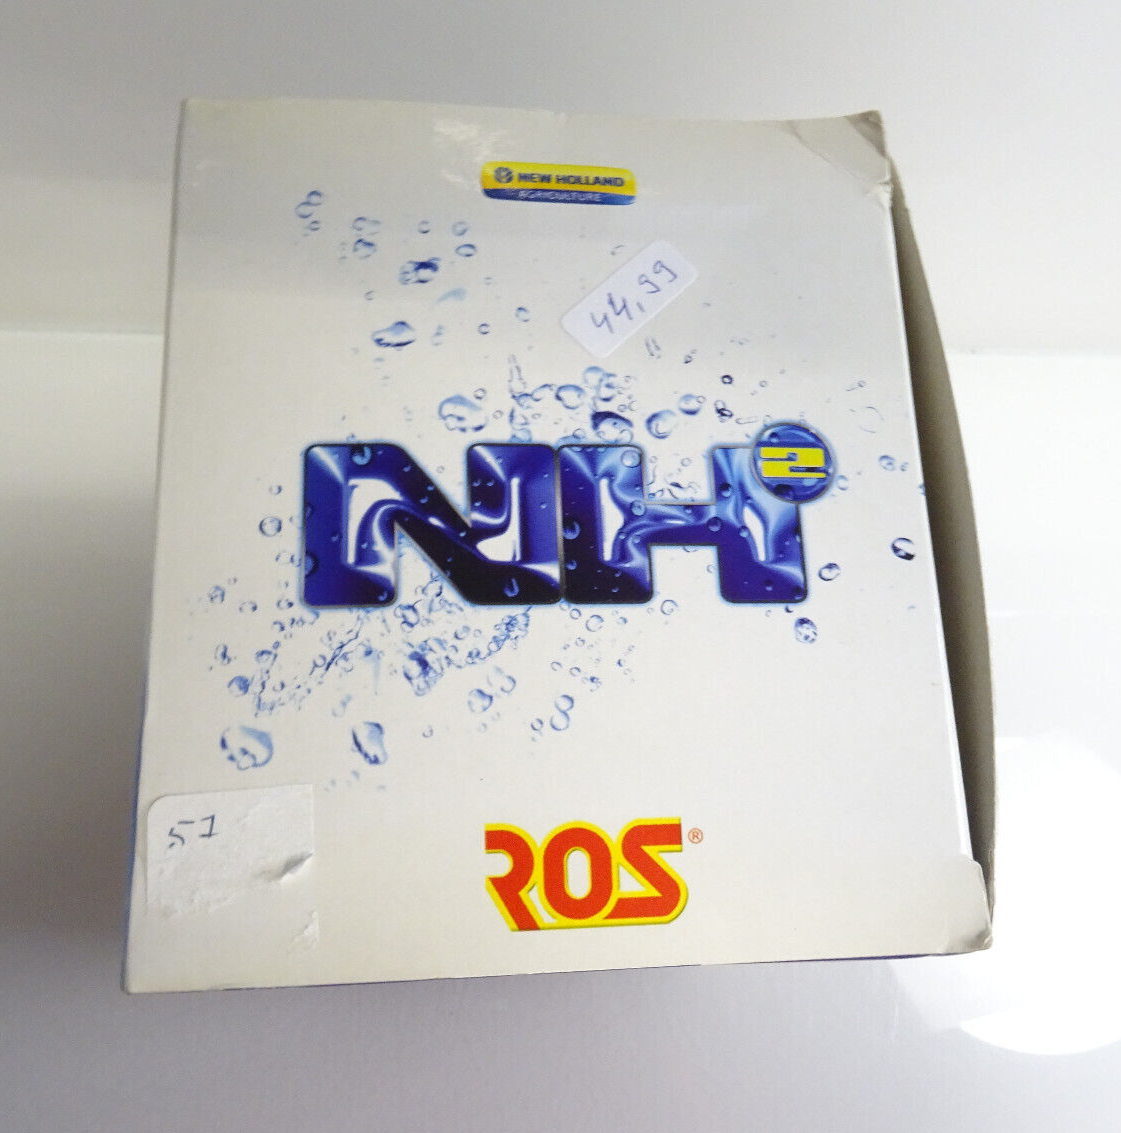 NEW HOLLAND
AGRICULTURE
44,99
NH²
51
ROS®